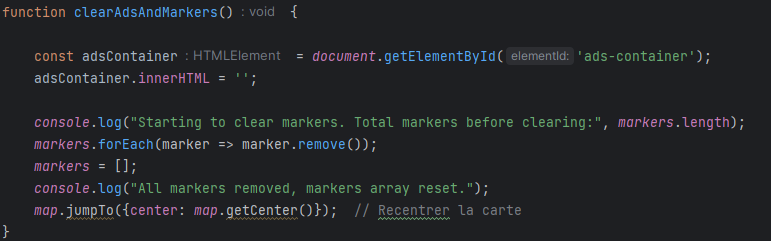 function clearAdsAndMarkers() : void {
const adsContainer : HTMLElement = document.getElementById( elementId: 'ads-container');
adsContainer.innerHTML = '';
console.log("Starting to clear markers. Total markers before clearing:", markers.length);
markers.forEach(marker => marker.remove());
markers = [];
console.log("All markers removed, markers array reset.");
map.jumpTo({center: map.getCenter()}); // Recentrer la carte
}